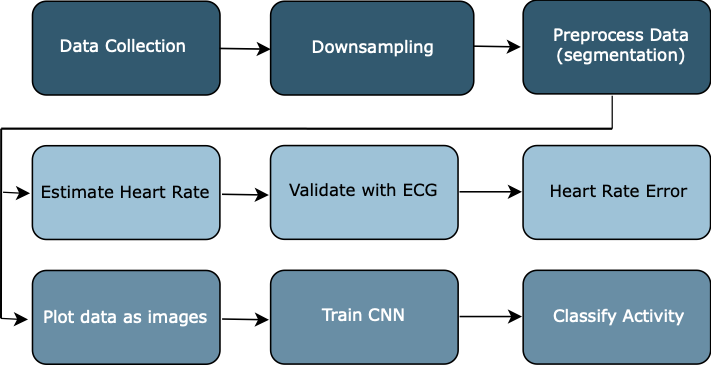 Data Collection
Downsampling
Preprocess Data
(segmentation)
Estimate Heart Rate
Validate with ECG
Heart Rate Error
Plot data as images
Train CNN
Classify Activity